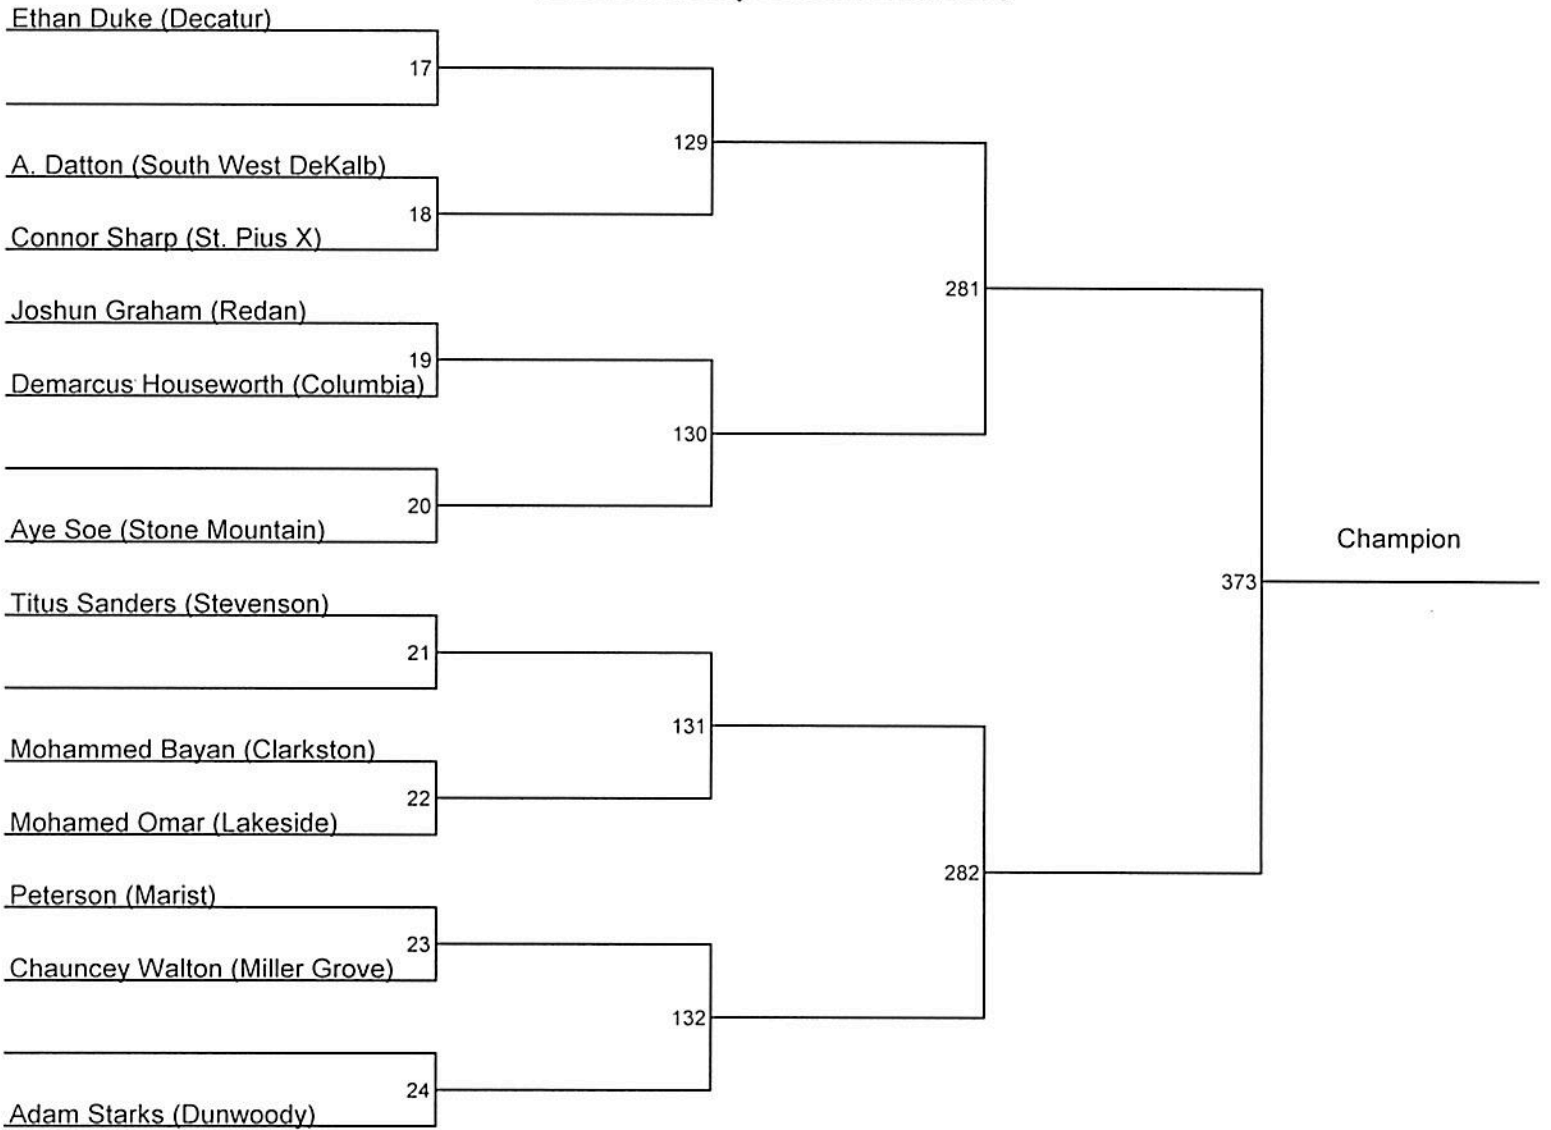 Ethan Duke (Decatur)
17
129
A. Datton (South West DeKalb)
18
Connor Sharp (St. Pius X)
281
Joshun Graham (Redan)
19
Demarcus Houseworth (Columbia)
130
20
Aye Soe (Stone Mountain)
Champion
373
Titus Sanders (Stevenson)
21
131
Mohammed Bayan (Clarkston)
22
Mohamed Omar (Lakeside)
282
Peterson (Marist)
23
Chauncey Walton (Miller Grove)
132
24
Adam Starks (Dunwoody)